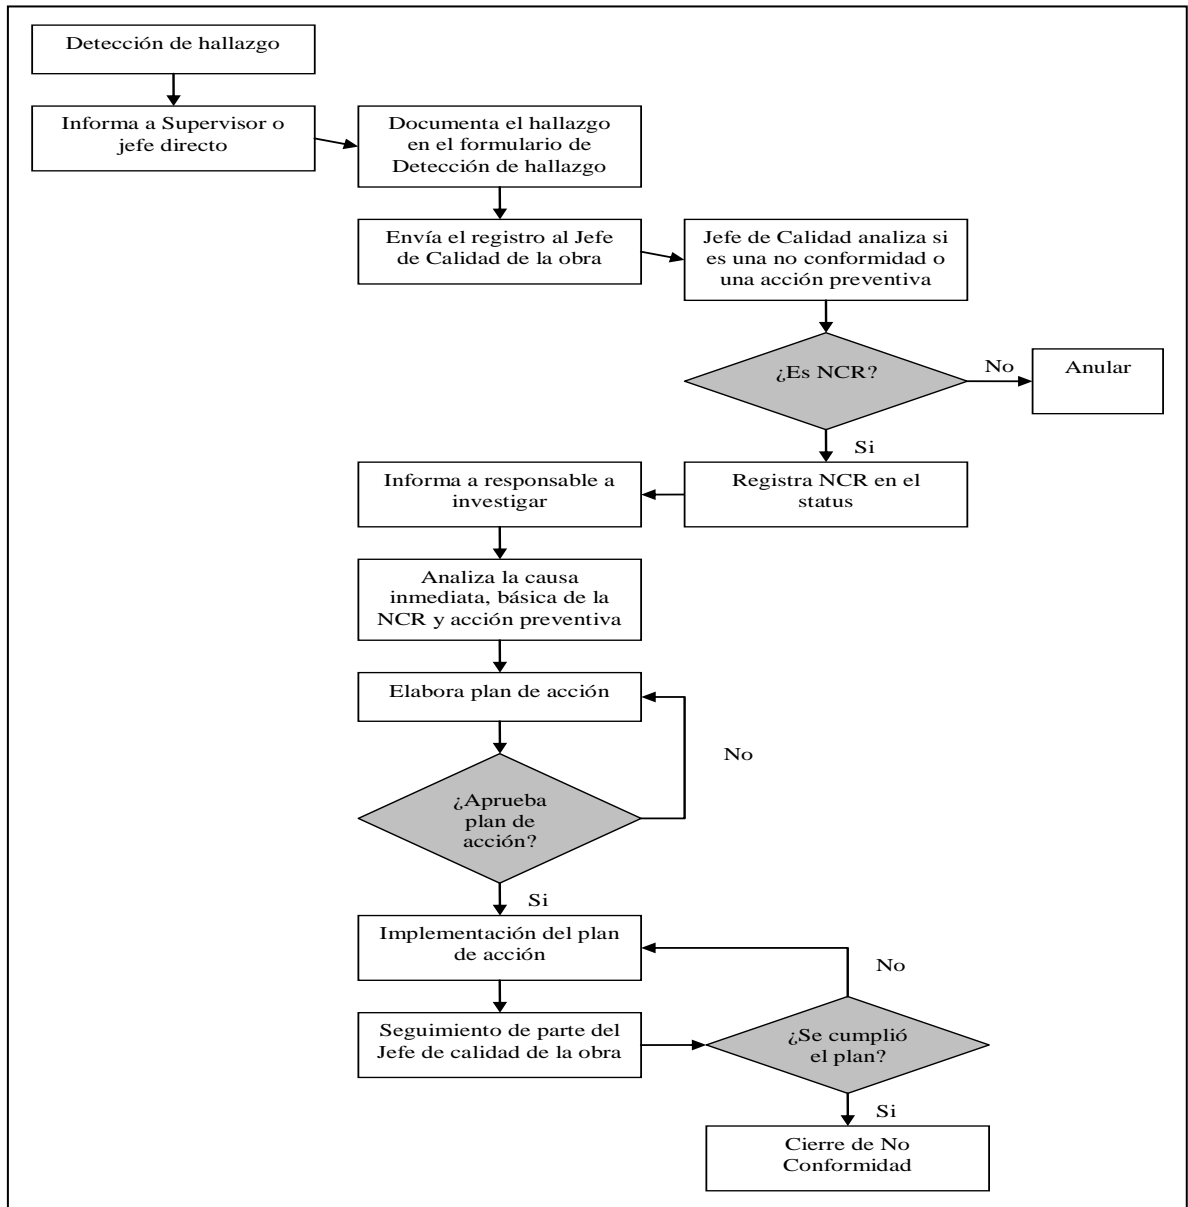 Detección de hallazgo
Informa a Supervisor o
jefe directo
Documenta el hallazgo
en el formulario de
Detección de hallazgo
Envía el registro al Jefe
de Calidad de la obra
Jefe de Calidad analiza si
es una no conformidad o
una acción preventiva
¿Es NCR?
No
Anular
Si
Registra NCR en el
status
Informa a responsable a
investigar
Analiza la causa
inmediata, básica de la
NCR y acción preventiva
Elabora plan de acción
No
¿Aprueba
plan de
acción?
Si
Implementación del plan
de acción
No
Seguimiento de parte del
Jefe de calidad de la obra
¿Se cumplió
el plan?
Si
Cierre de No
Conformidad